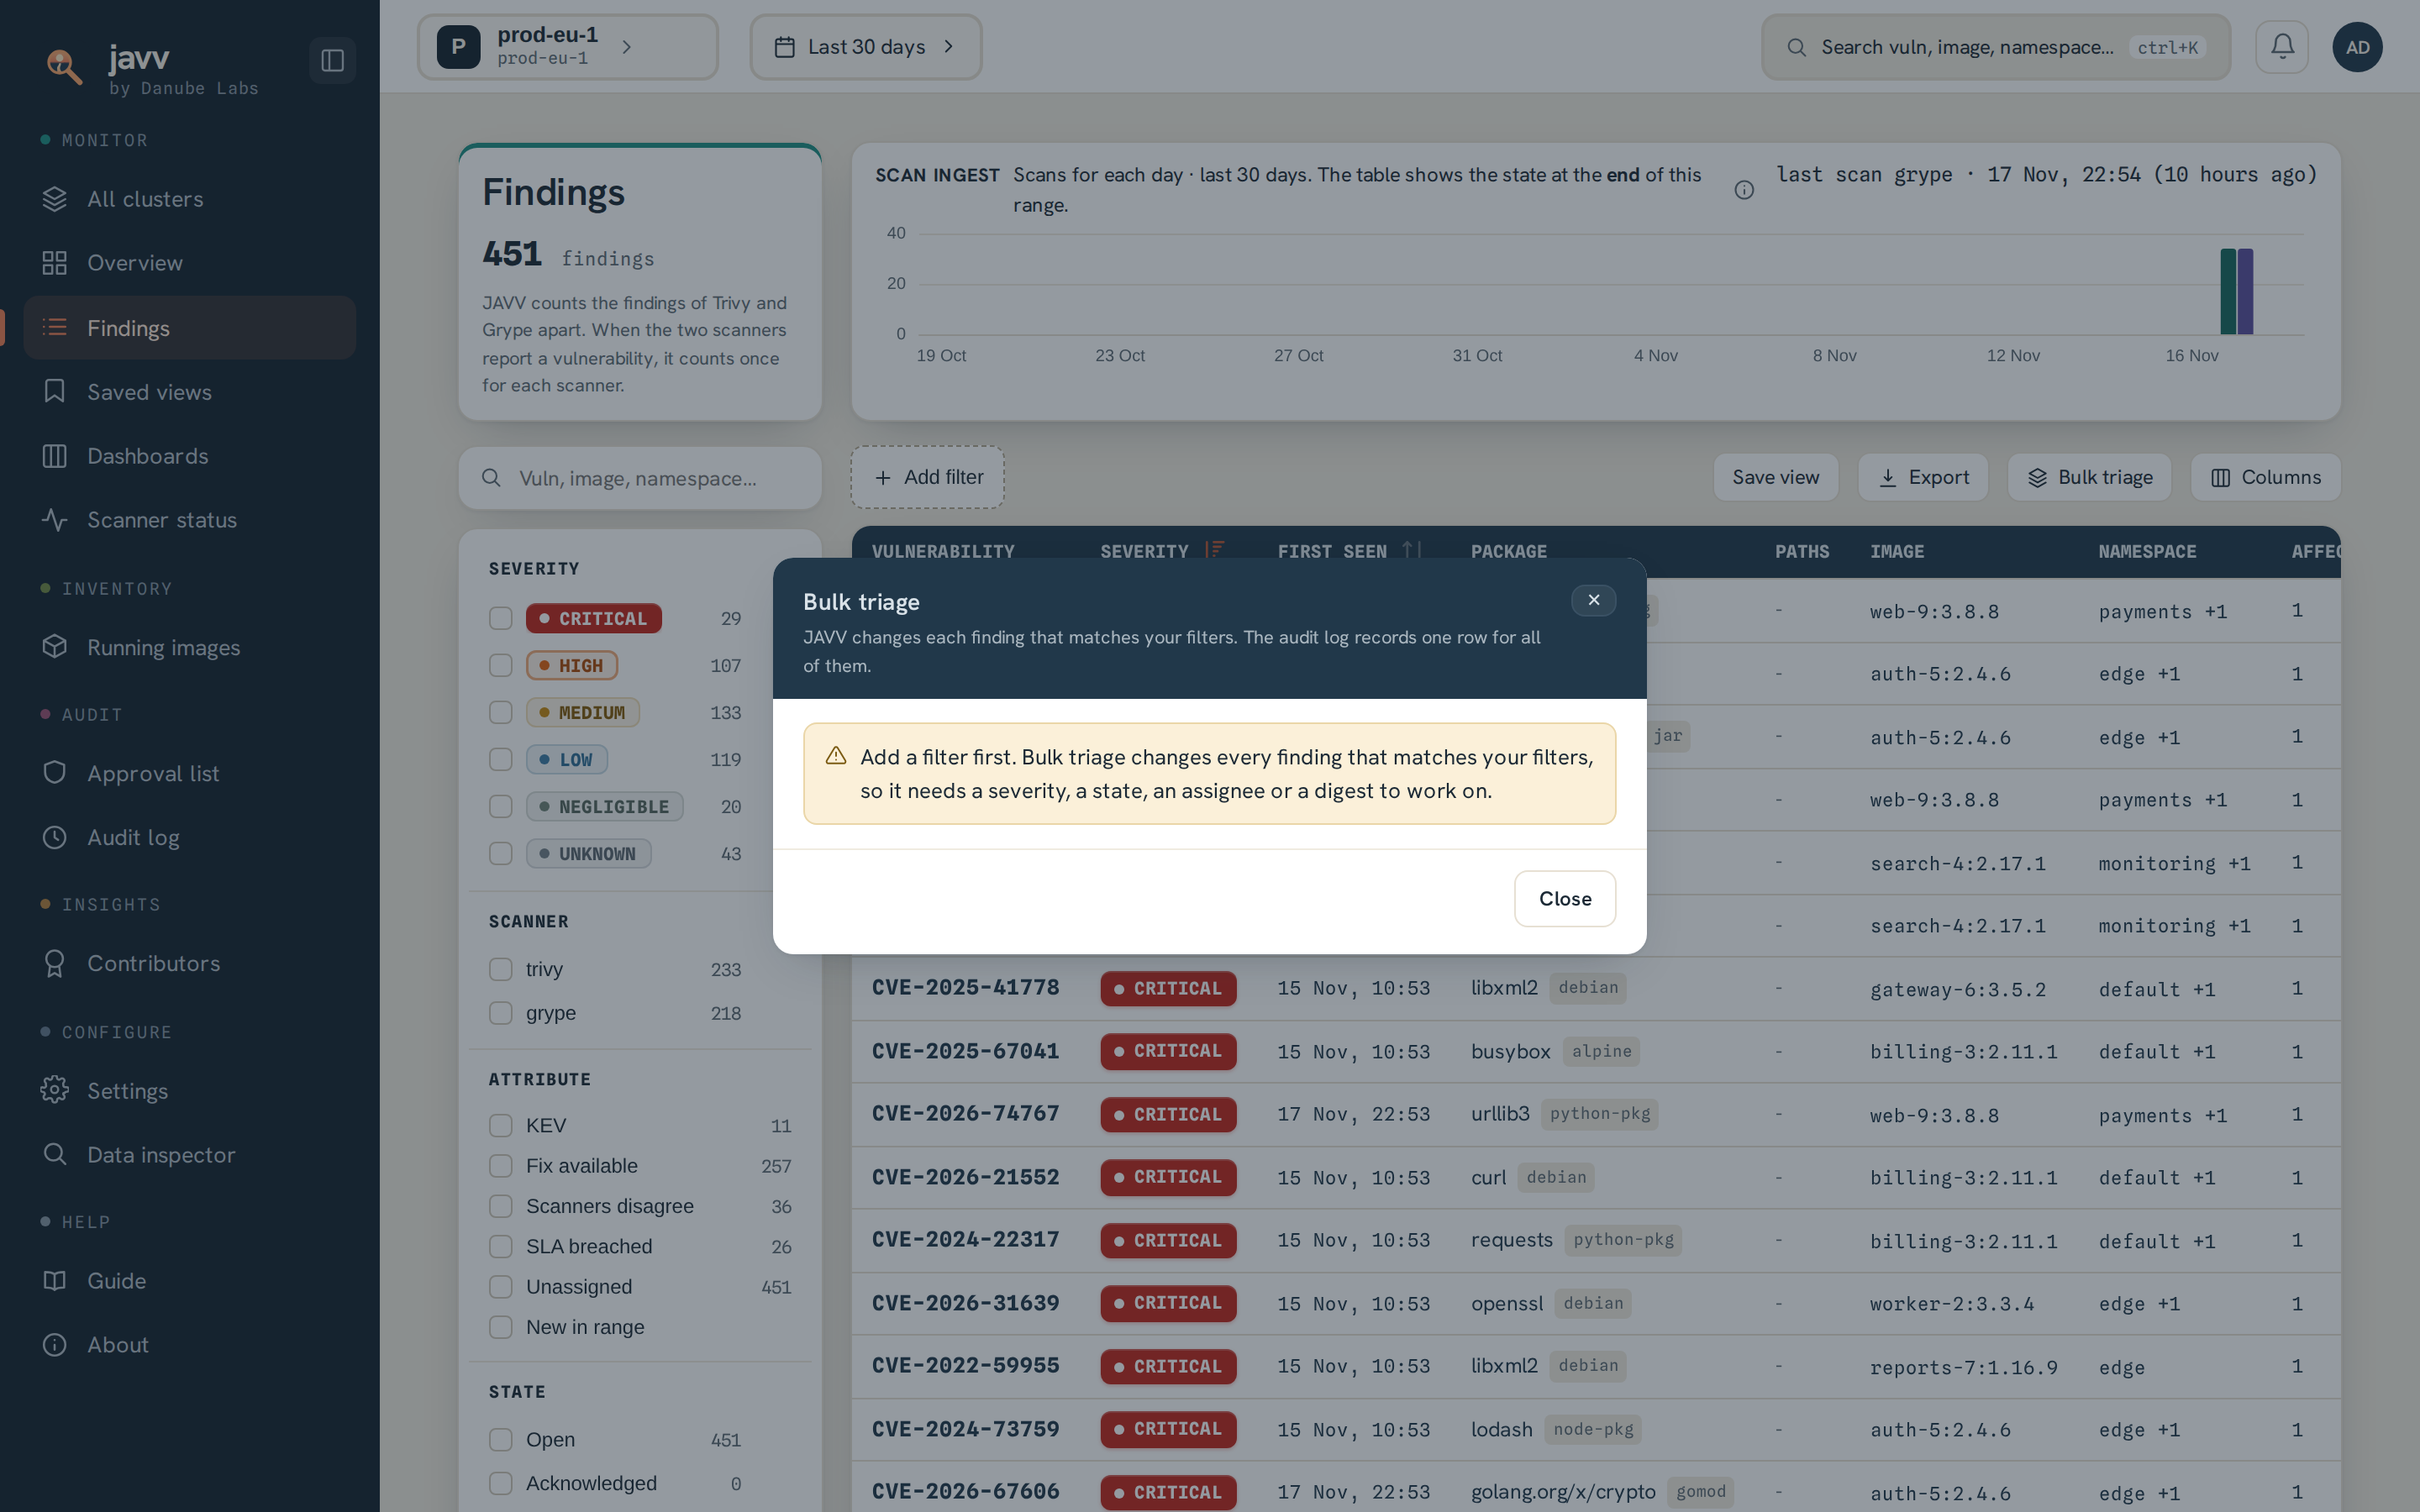 javv
by Danube Labs
MONITOR
All clusters
Overview
Findings
Saved views
Dashboards
Scanner status
INVENTORY
Running images
AUDIT
Approval list
Audit log
INSIGHTS
Contributors
CONFIGURE
Settings
Data inspector
HELP
Guide
About
P prod-eu-1
prod-eu-1
Last 30 days
Search vuln, image, namespace... ctrl+K
AD
Findings
451 findings
JAVV counts the findings of Trivy and
Grype apart. When the two scanners
report a vulnerability, it counts once
for each scanner.
SCAN INGEST Scans for each day · last 30 days. The table shows the state at the end of this
range.
last scan grype · 17 Nov, 22:54 (10 hours ago)
40
20
0
19 Oct 23 Oct 27 Oct 31 Oct 4 Nov 8 Nov 12 Nov 16 Nov
Vuln, image, namespace...
Add filter
Save view Export Bulk triage Columns
SEVERITY
CRITICAL 29
HIGH 107
MEDIUM 133
LOW 119
NEGLIGIBLE 20
UNKNOWN 43
SCANNER
trivy 233
grype 218
ATTRIBUTE
KEV 11
Fix available 257
Scanners disagree 36
SLA breached 26
Unassigned 451
New in range
STATE
Open 451
Acknowledged 0
VULNERABILITY SEVERITY FIRST SEEN PACKAGE PATHS IMAGE NAMESPACE
- web-9:3.8.8 payments +1 1
- auth-5:2.4.6 edge +1 1
jar - auth-5:2.4.6 edge +1 1
- web-9:3.8.8 payments +1 1
- search-4:2.17.1 monitoring +1 1
- search-4:2.17.1 monitoring +1 1
CVE-2025-41778 CRITICAL 15 Nov, 10:53 libxml2 debian - gateway-6:3.5.2 default +1 1
CVE-2025-67041 CRITICAL 15 Nov, 10:53 busybox alpine - billing-3:2.11.1 default +1 1
CVE-2026-74767 CRITICAL 17 Nov, 22:53 urllib3 python-pkg - web-9:3.8.8 payments +1 1
CVE-2026-21552 CRITICAL 15 Nov, 10:53 curl debian - billing-3:2.11.1 default +1 1
CVE-2024-22317 CRITICAL 15 Nov, 10:53 requests python-pkg - billing-3:2.11.1 default +1 1
CVE-2026-31639 CRITICAL 15 Nov, 10:53 openssl debian - worker-2:3.3.4 edge +1 1
CVE-2022-59955 CRITICAL 15 Nov, 10:53 libxml2 debian - reports-7:1.16.9 edge 1
CVE-2024-73759 CRITICAL 15 Nov, 10:53 lodash node-pkg - auth-5:2.4.6 edge +1 1
CVE-2026-67606 CRITICAL 17 Nov, 22:53 golang.org/x/crypto gomod - auth-5:2.4.6 edge +1 1
Bulk triage
JAVV changes each finding that matches your filters. The audit log records one row for all
of them.
Add a filter first. Bulk triage changes every finding that matches your filters,
so it needs a severity, a state, an assignee or a digest to work on.
Close